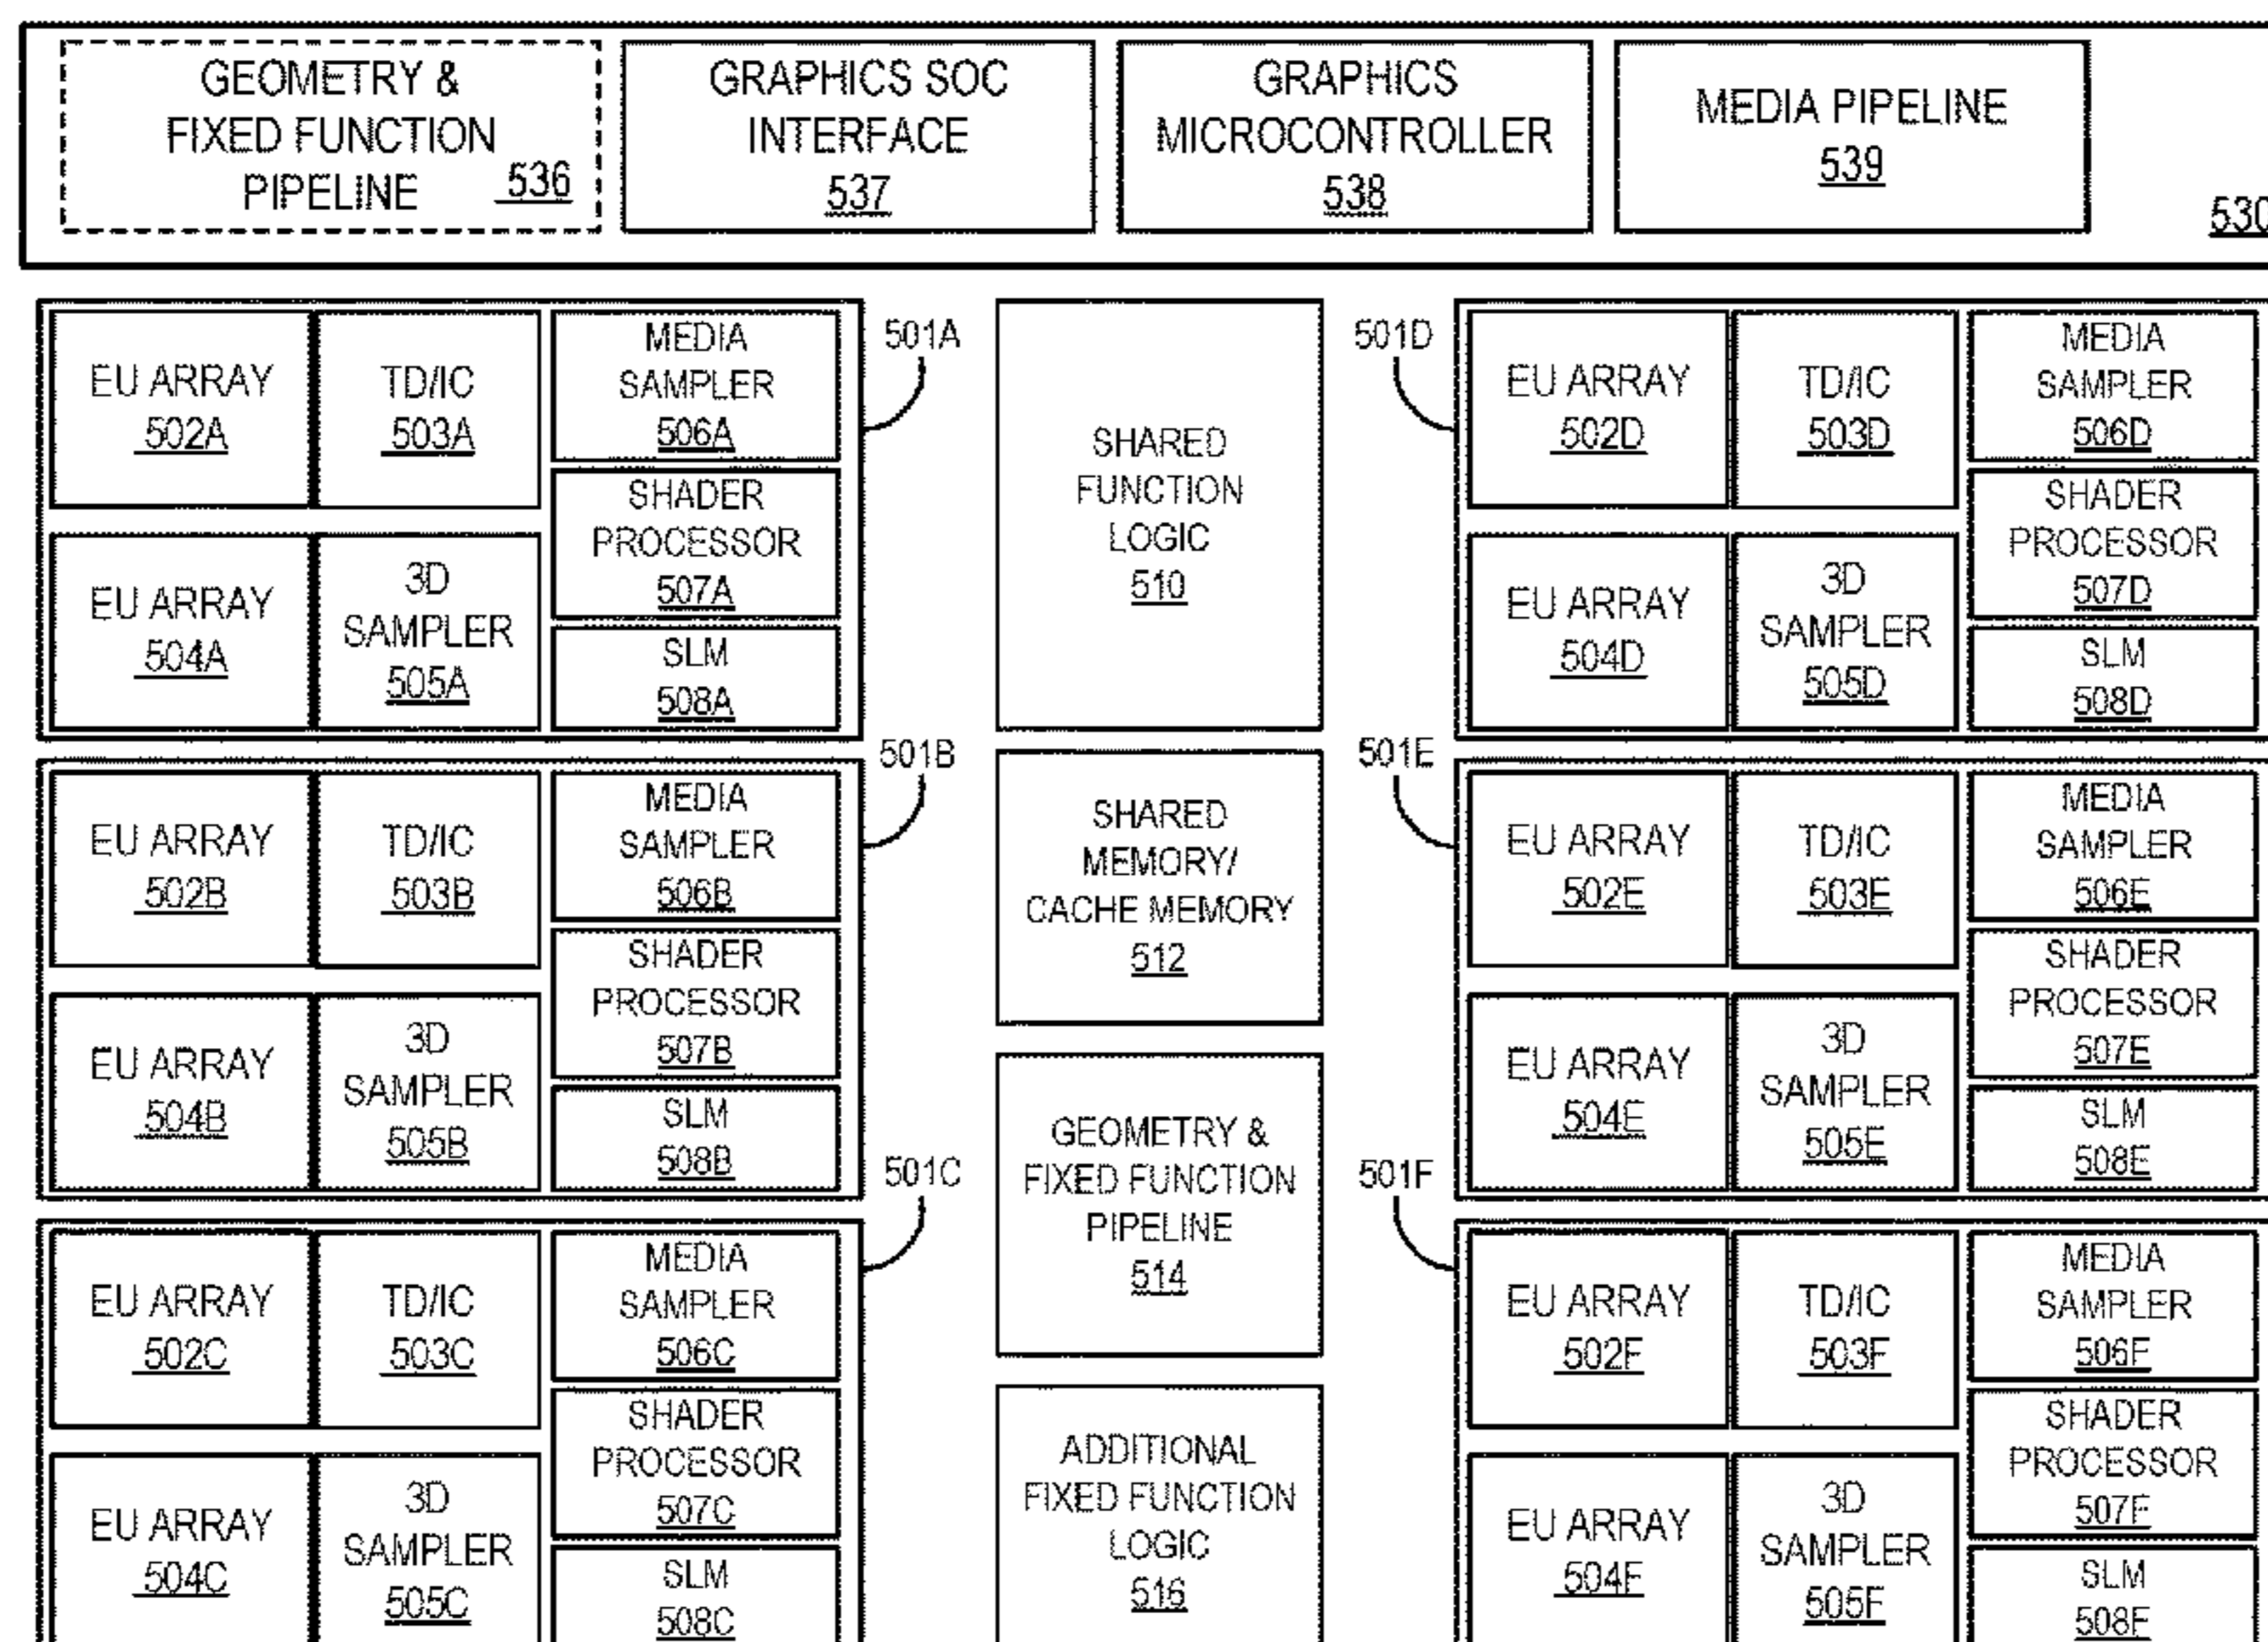 GEOMETRY &
FIXED FUNCTION
PIPELINE 536
GRAPHICS SOC
INTERFACE
537
GRAPHICS
MICROCONTROLLER
538
MEDIA PIPELINE
539
530
EU ARRAY
502A
TD/IC
503A
MEDIA
SAMPLER
506A
SHADER
PROCESSOR
507A
EU ARRAY
504A
3D
SAMPLER
505A
SLM
508A
501A
EU ARRAY
502B
TD/IC
503B
MEDIA
SAMPLER
506B
SHADER
PROCESSOR
507B
EU ARRAY
504B
3D
SAMPLER
505B
SLM
508B
501B
EU ARRAY
502C
TD/IC
503C
MEDIA
SAMPLER
506C
SHADER
PROCESSOR
507C
EU ARRAY
504C
3D
SAMPLER
505C
SLM
508C
501C
SHARED
FUNCTION
LOGIC
510
SHARED
MEMORY/
CACHE MEMORY
512
GEOMETRY &
FIXED FUNCTION
PIPELINE
514
ADDITIONAL
FIXED FUNCTION
LOGIC
516
501D
EU ARRAY
502D
TD/IC
503D
MEDIA
SAMPLER
506D
SHADER
PROCESSOR
507D
EU ARRAY
504D
3D
SAMPLER
505D
SLM
508D
501E
EU ARRAY
502E
TD/IC
503E
MEDIA
SAMPLER
506E
SHADER
PROCESSOR
507E
EU ARRAY
504E
3D
SAMPLER
505E
SLM
508E
501F
EU ARRAY
502F
TD/IC
503F
MEDIA
SAMPLER
506F
SHADER
PROCESSOR
507F
EU ARRAY
504F
3D
SAMPLER
505F
SLM
508F